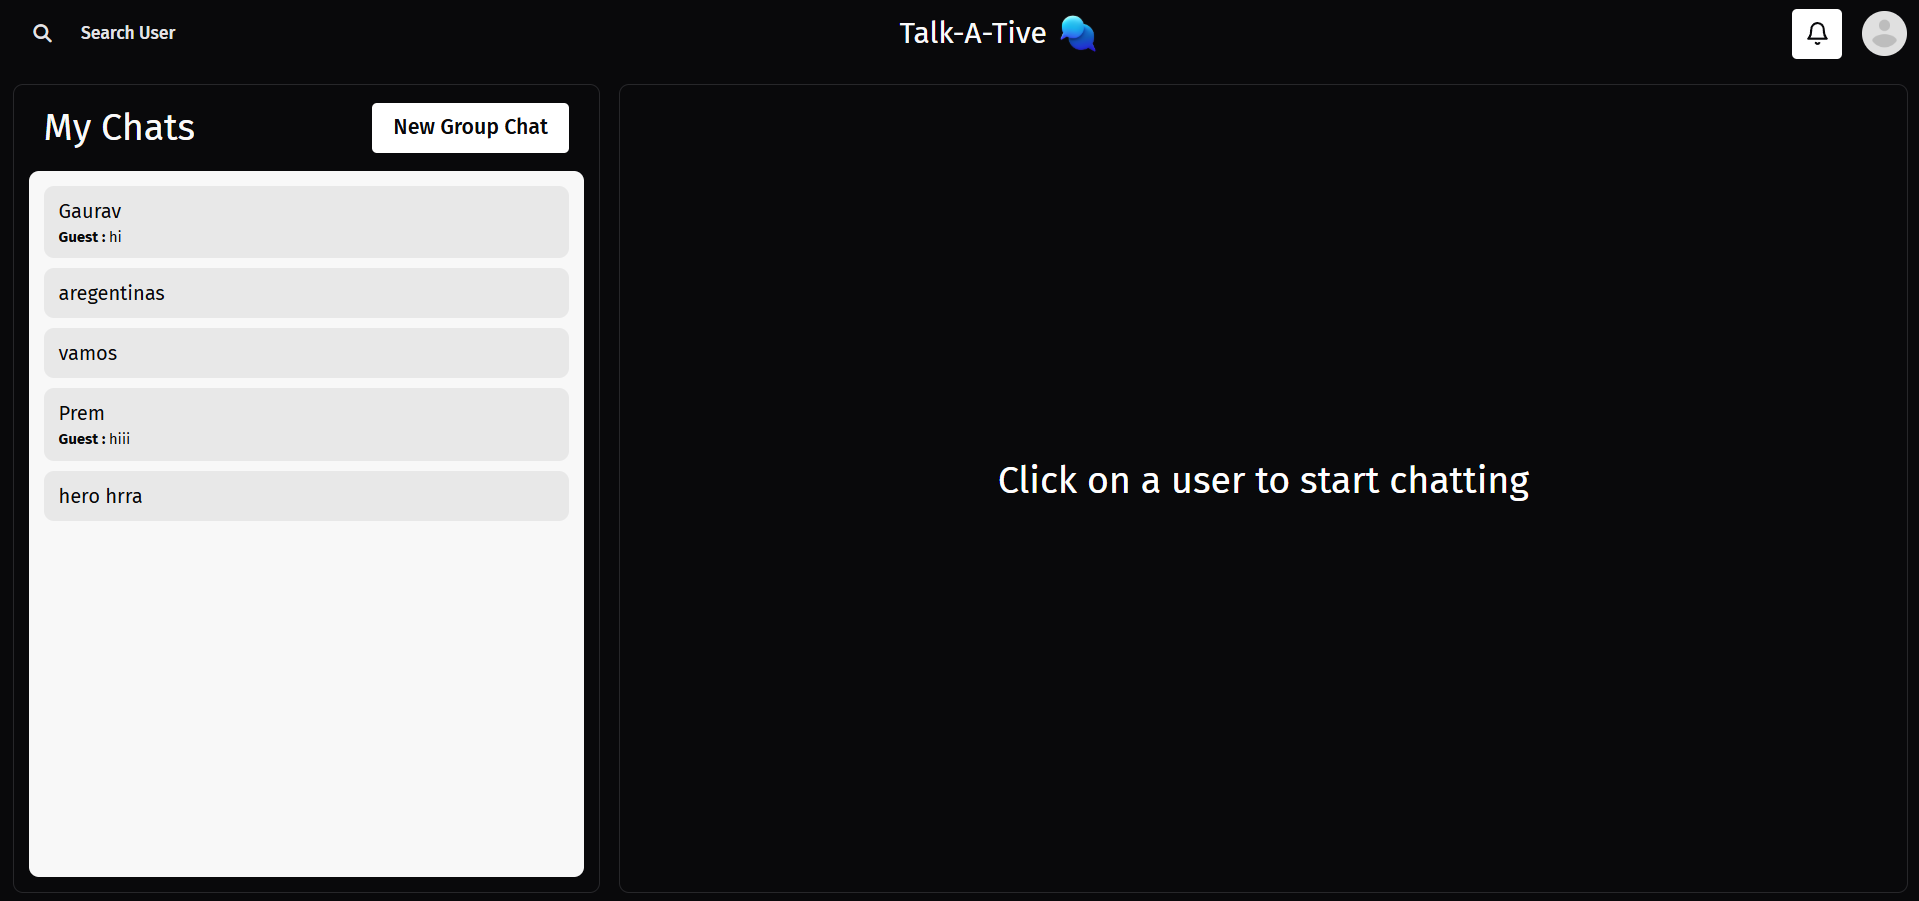 Search User
Talk-A-Tive
My Chats
New Group Chat
Gaurav
Guest : hi
aregentinas
vamos
Prem
Guest : hiii
hero hrra
Click on a user to start chatting